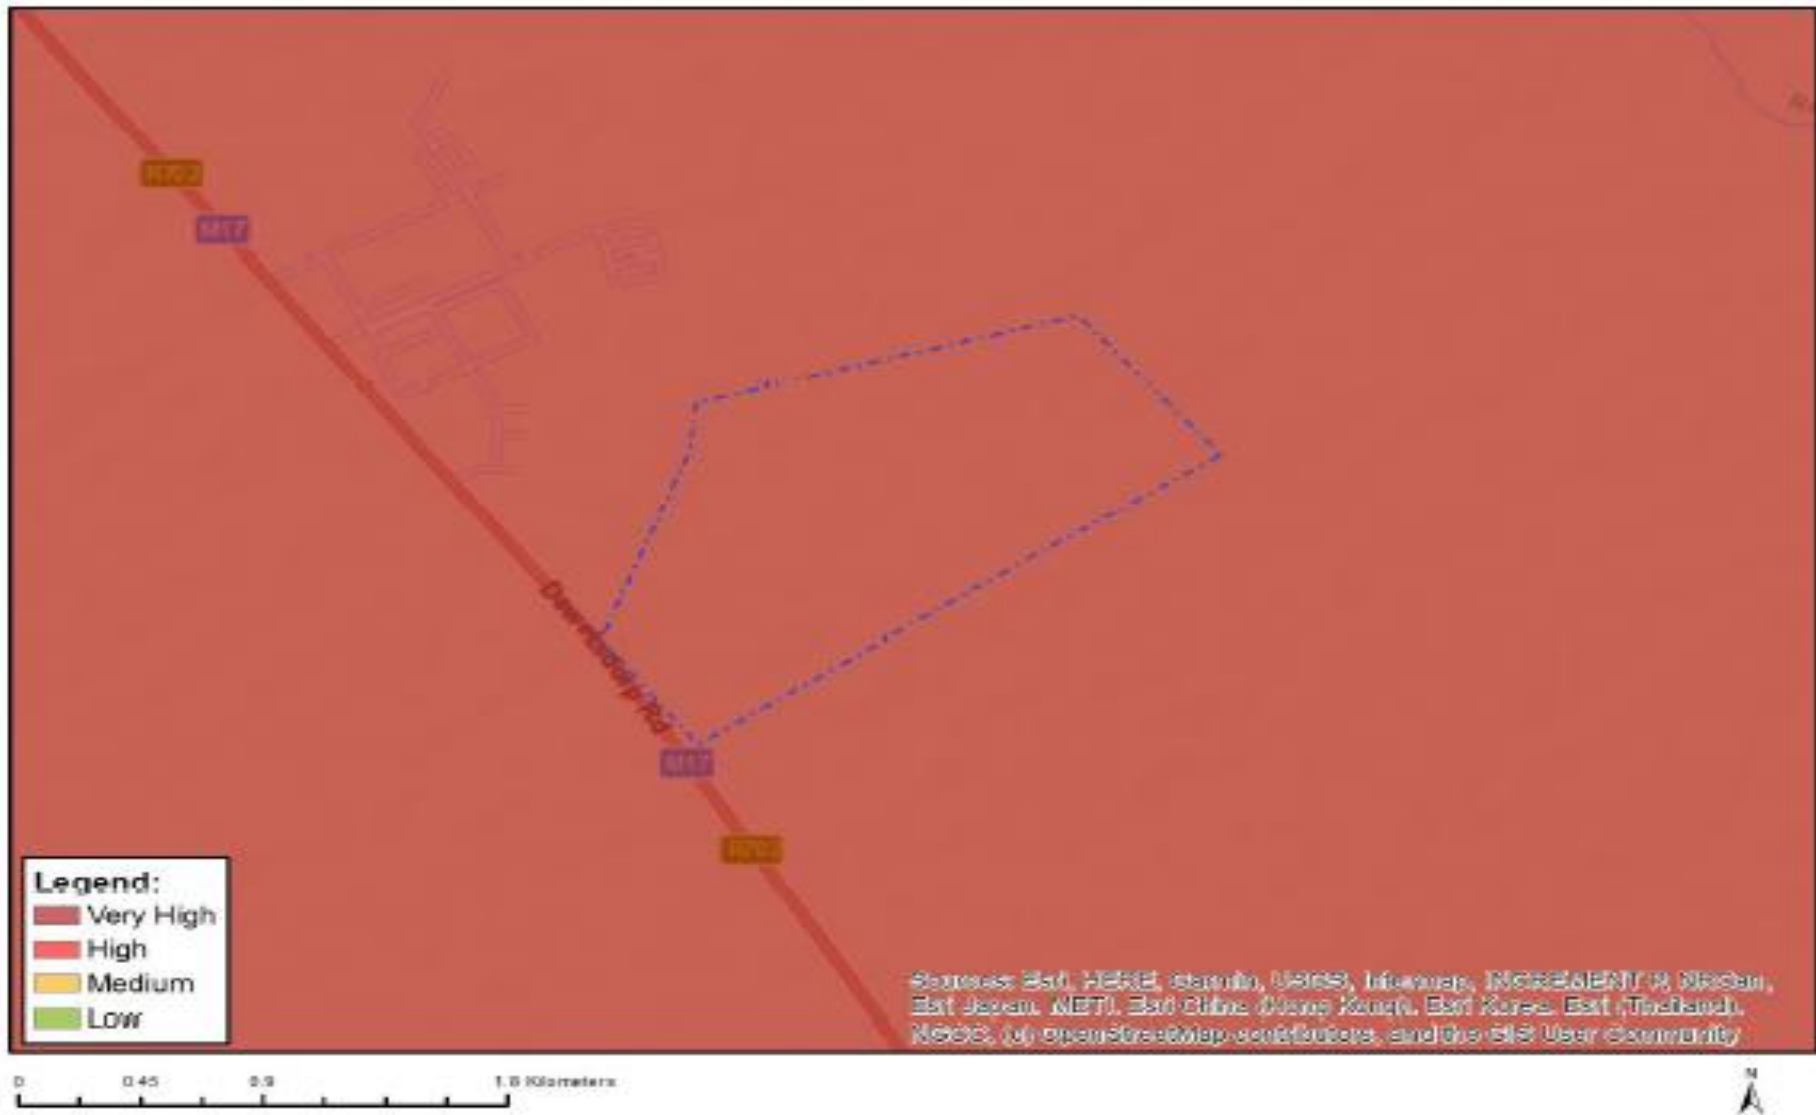 M17
Rd
M17
Legend:
Very High
High
Medium
Low
Sources: Esri, HERE, Garmin, USGS, Intermap, INCREMENT P, NRCan,
Esri Japan, METI, Esri China (Hong Kong), Esri Korea, Esri (Thailand),
NGCC, (c) OpenStreetMap contributors, and the GIS User Community
0 0.45 0.9 1.8 Kilometers
N